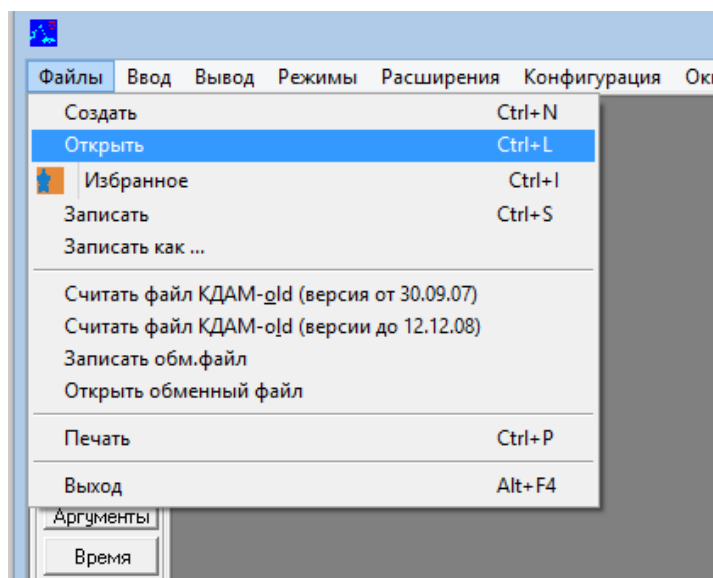 Файлы Ввод Вывод Режимы Расширения Конфигурация
Создать Ctrl+N
Открыть Ctrl+L
Избранное Ctrl+I
Записать Ctrl+S
Записать как ...
Считать файл КДАМ-old (версия от 30.09.07)
Считать файл КДАМ-old (версии до 12.12.08)
Записать обм.файл
Открыть обменный файл
Печать Ctrl+P
Выход Alt+F4
Аргументы
Время